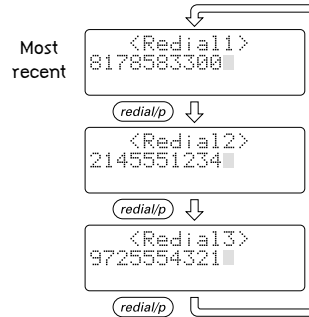 Most
recent
<Redial1>
8178583300
redial/p
<Redial2>
2145551234
redial/p
<Redial3>
9725554321
redial/p